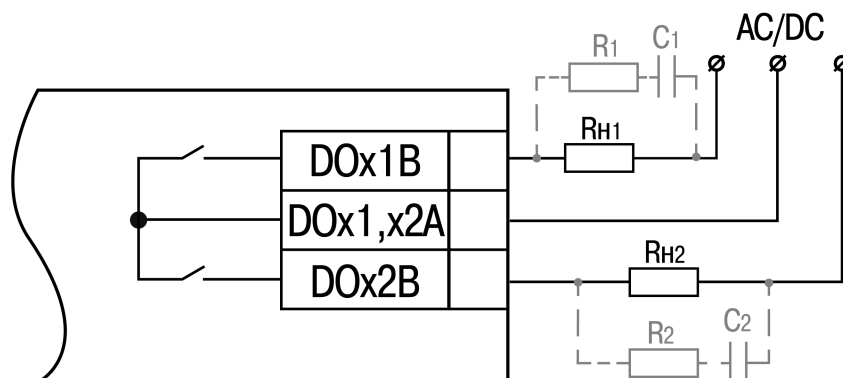 AC/DC
R1
C1
RH1
DOx1B
DOx1,x2A
DOx2B
RH2
R2
C2